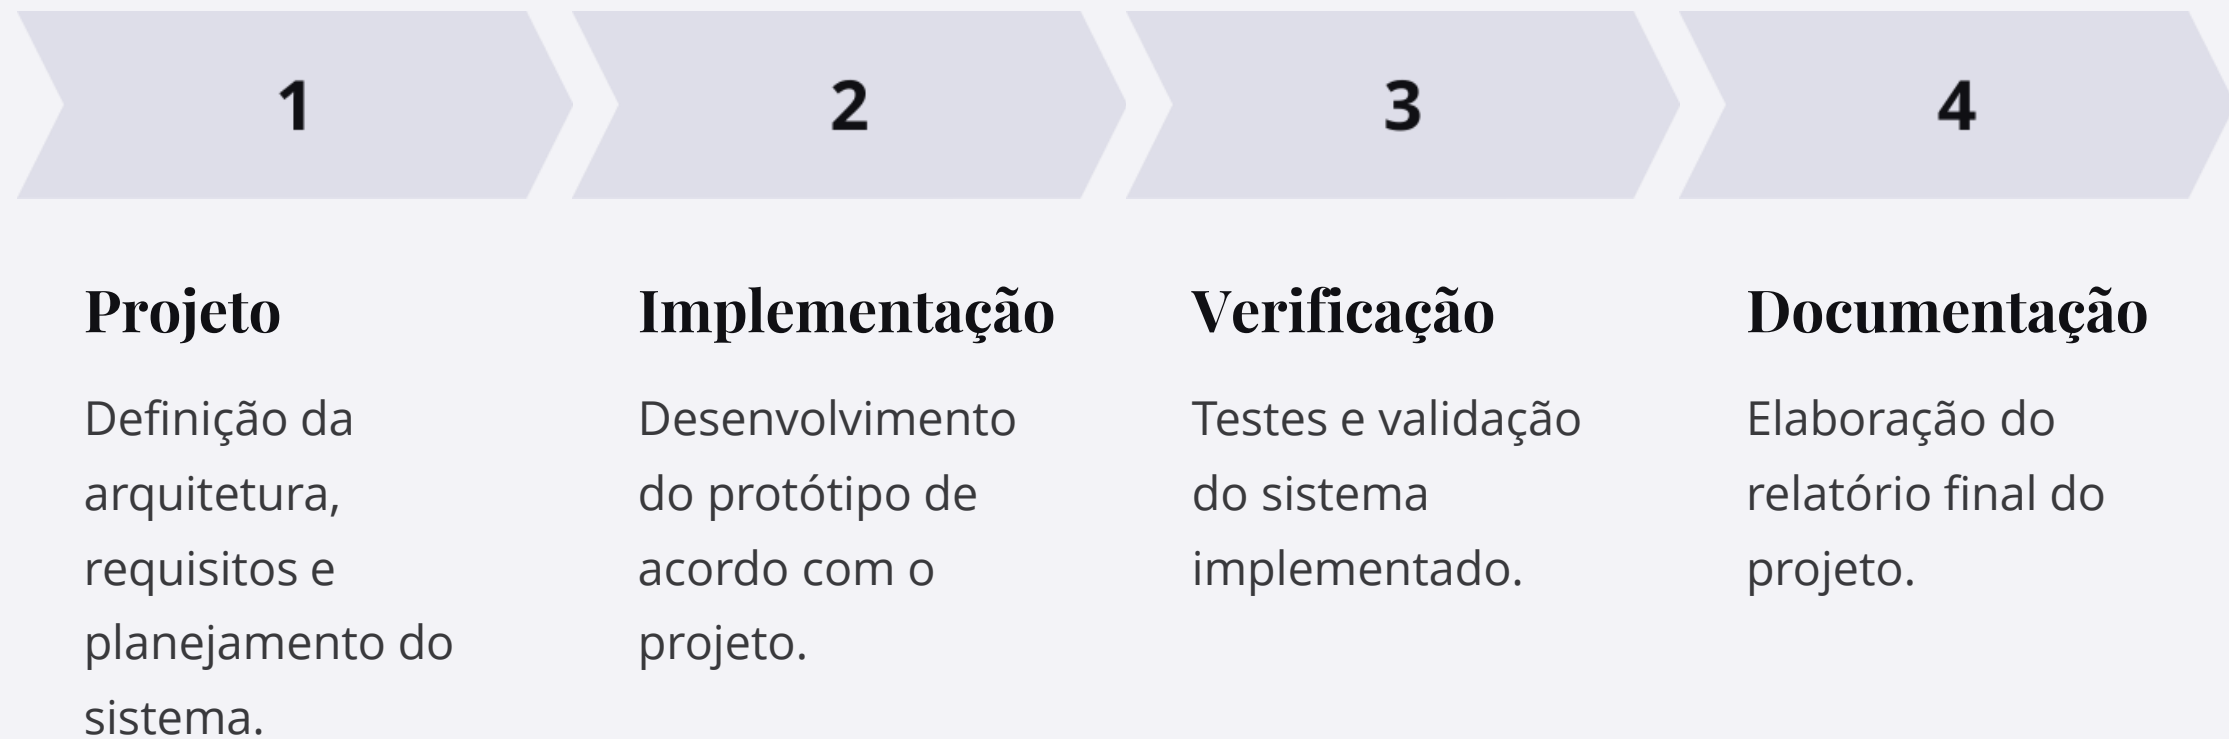 1
2
3
4
Projeto
Definição da
arquitetura,
requisitos e
planejamento do
sistema.
Implementação
Desenvolvimento
do protótipo de
acordo com o
projeto.
Verificação
Testes e validação
do sistema
implementado.
Documentação
Elaboração do
relatório final do
projeto.